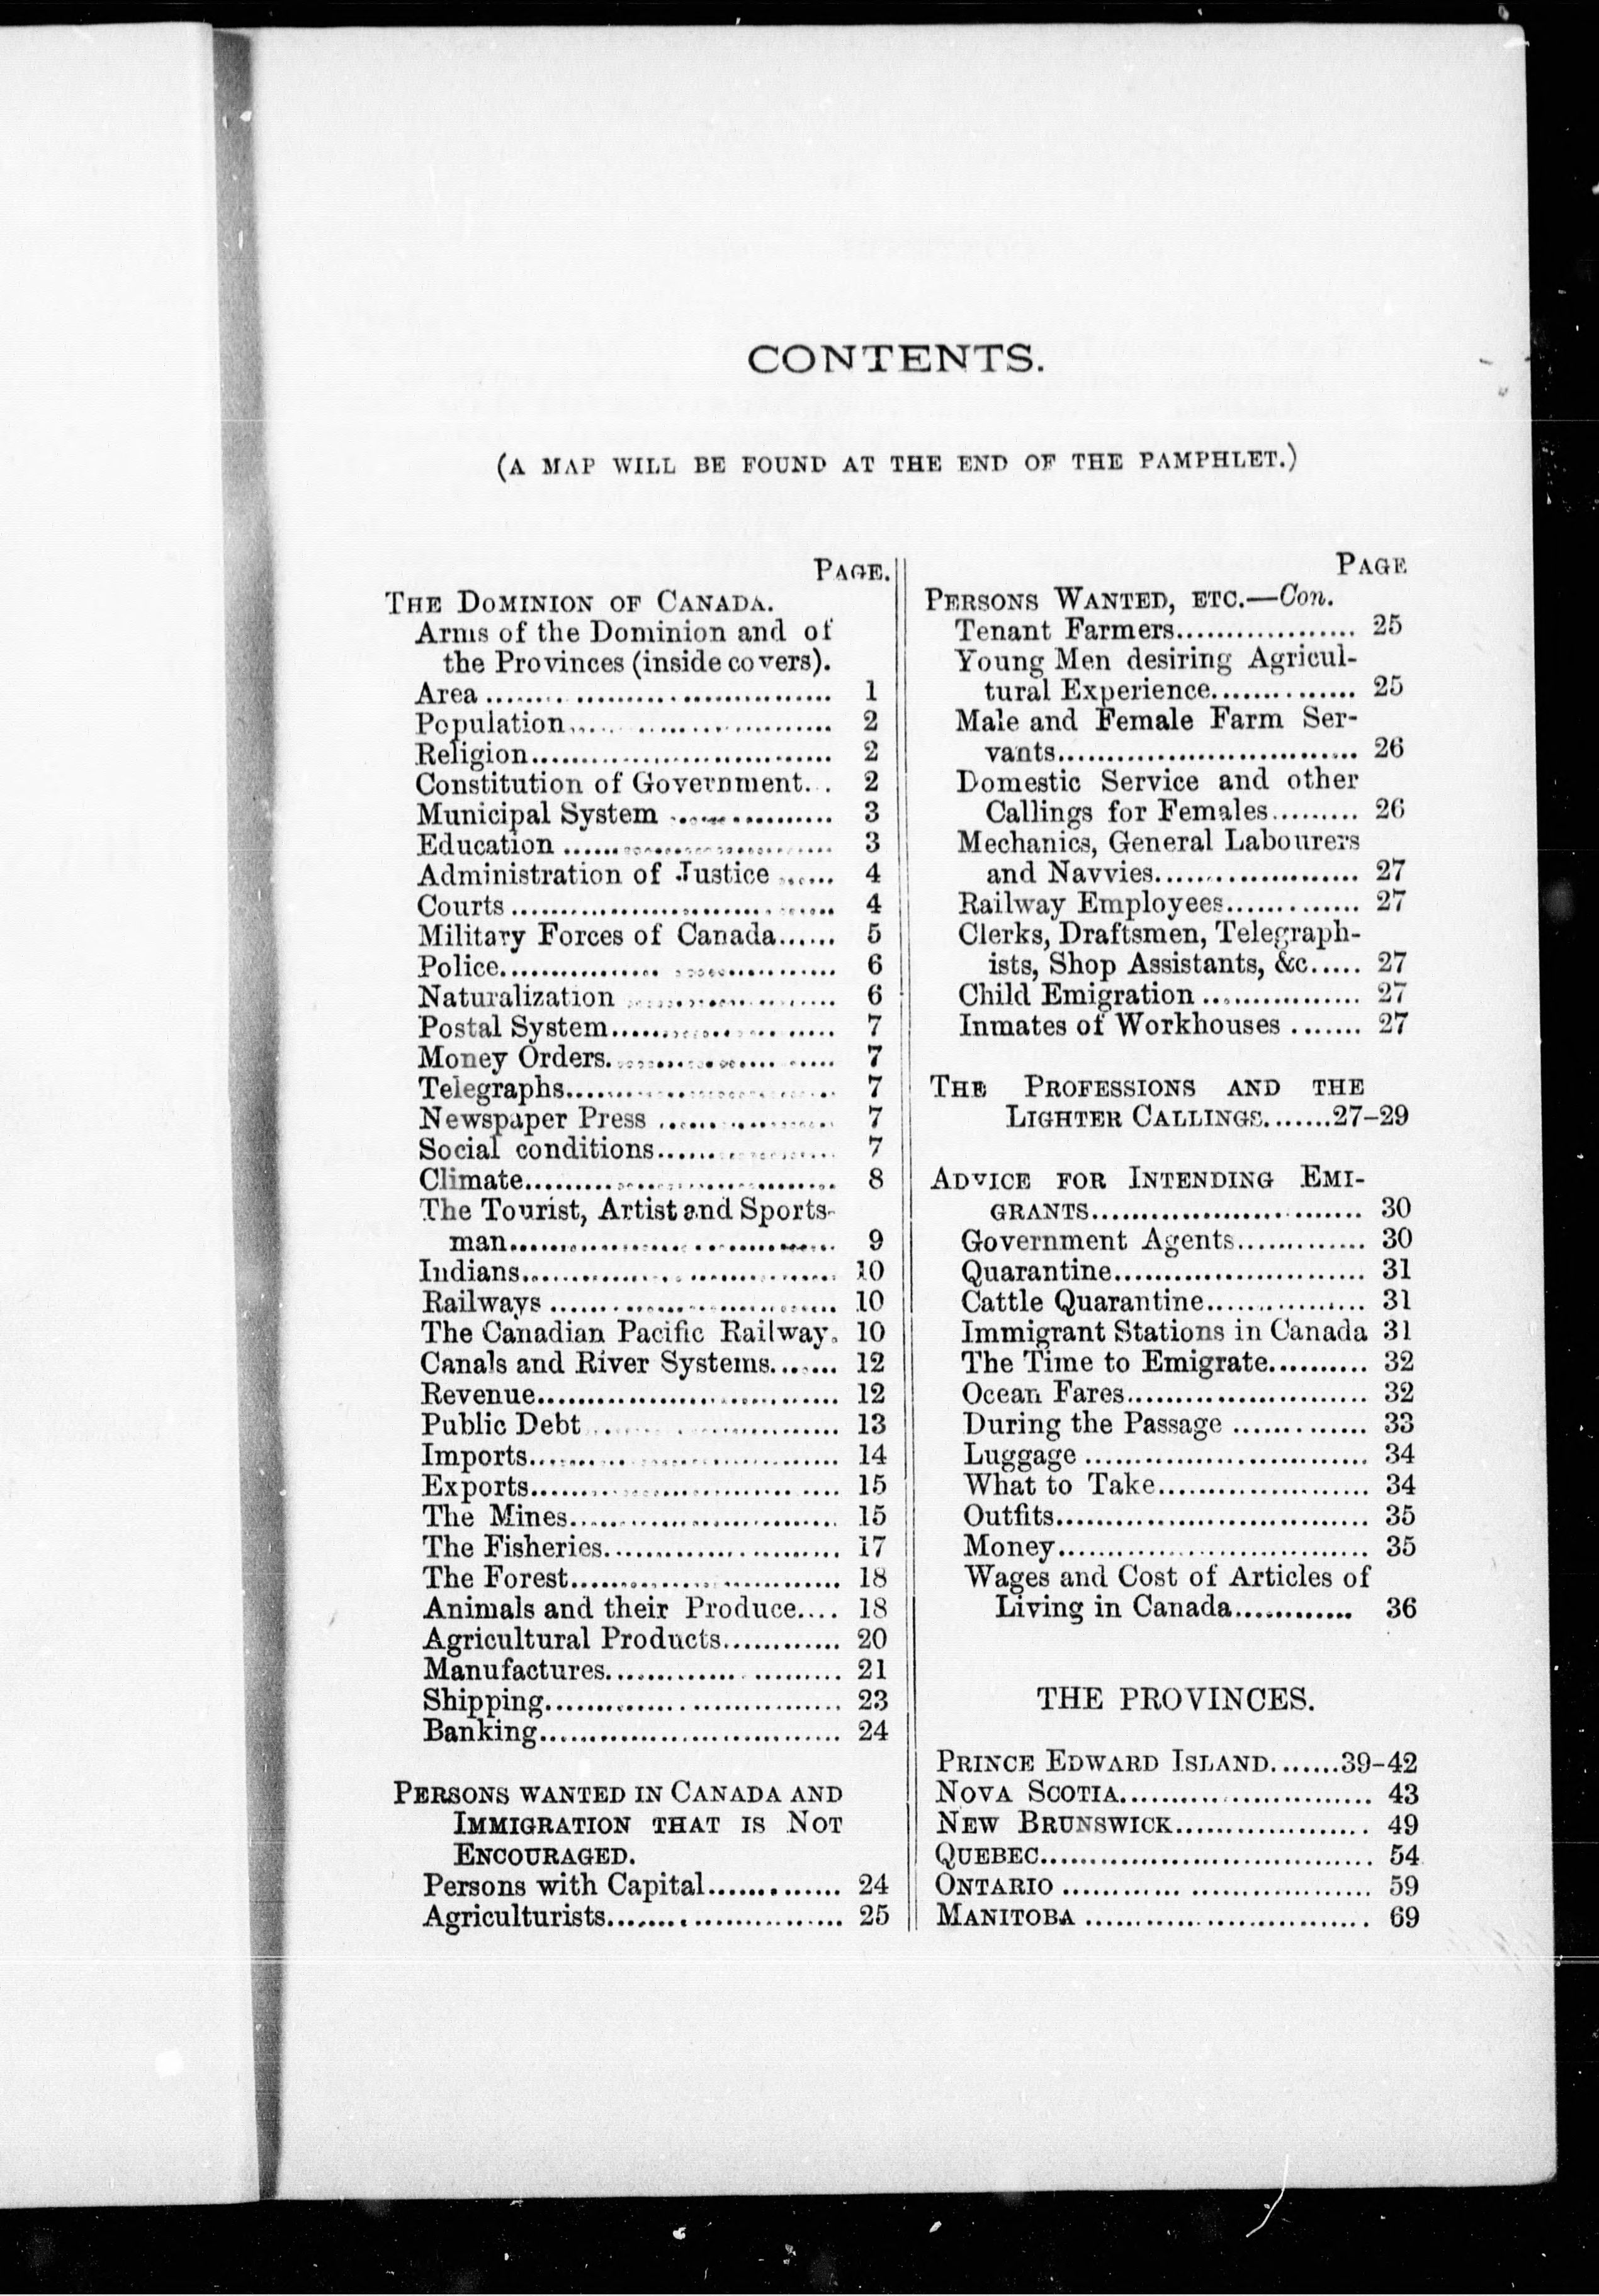 CONTENTS.
(A MAP WILL BE FOUND AT THE END OF THE PAMPHLET.)
PAGE.
THE DOMINION OF CANADA.
Arms of the Dominion and of
the Provinces (inside covers).
Area ........ 1
Population........ 2
Religion........ 2
Constitution of Government... 2
Municipal System ........ 3
Education ........ 3
Administration of Justice ...... 4
Courts ........ 4
Military Forces of Canada...... 5
Police........ 6
Naturalization ........ 6
Postal System........ 7
Money Orders........ 7
Telegraphs........ 7
Newspaper Press ........ 7
Social conditions........ 7
Climate........ 8
The Tourist, Artist and Sports-
man........ 9
Indians........ 10
Railways ........ 10
The Canadian Pacific Railway. 10
Canals and River Systems....... 12
Revenue........ 12
Public Debt........ 13
Imports........ 14
Exports........ 15
The Mines........ 15
The Fisheries........ 17
The Forest........ 18
Animals and their Produce.... 18
Agricultural Products........ 20
Manufactures........ 21
Shipping........ 23
Banking........ 24
PERSONS WANTED IN CANADA AND
IMMIGRATION THAT IS NOT
ENCOURAGED.
Persons with Capital........ 24
Agriculturists........ 25
PAGE
PERSONS WANTED, ETC.—Con.
Tenant Farmers........ 25
Young Men desiring Agricul-
tural Experience........ 25
Male and Female Farm Ser-
vants........ 26
Domestic Service and other
Callings for Females......... 26
Mechanics, General Labourers
and Navvies........ 27
Railway Employees........ 27
Clerks, Draftsmen, Telegraph-
ists, Shop Assistants, &c..... 27
Child Emigration ........ 27
Inmates of Workhouses ....... 27
THE PROFESSIONS AND THE
LIGHTER CALLINGS.......27–29
ADVICE FOR INTENDING EMI-
GRANTS........ 30
Government Agents........ 30
Quarantine........ 31
Cattle Quarantine........ 31
Immigrant Stations in Canada 31
The Time to Emigrate.......... 32
Ocean Fares........ 32
During the Passage ........ 33
Luggage ........ 34
What to Take........ 34
Outfits........ 35
Money........ 35
Wages and Cost of Articles of
Living in Canada............ 36
THE PROVINCES.
PRINCE EDWARD ISLAND.......39–42
NOVA SCOTIA........ 43
NEW BRUNSWICK........ 49
QUEBEC........ 54
ONTARIO ........ 59
MANITOBA ........ 69